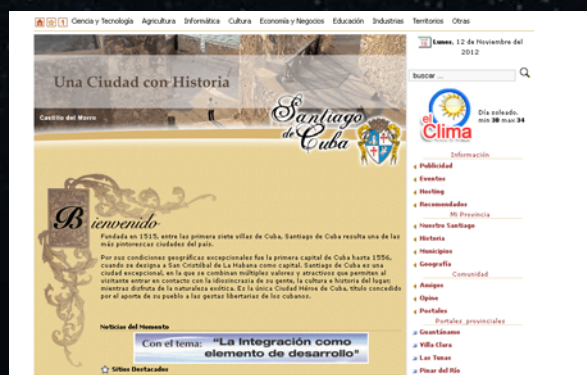 Ciencia y Tecnología Agricultura Informática Cultura Economía y Negocios Educación Industrias Territorios Otras
Lunes, 12 de Noviembre del
2012
buscar ...
Una Ciudad con Historia
Castillo del Morro
Santiago
de Cuba
el
Clima
Día soleado.
min 30 max 34
Bienvenido
Fundada en 1515, entre las primera siete villas de Cuba, Santiago de Cuba resulta una de las
más pintorescas ciudades del país.
Por sus condiciones geográficas excepcionales fue la primera capital de Cuba hasta 1556,
cuando se designa a San Cristóbal de La Habana como capital. Santiago de Cuba es una
ciudad excepcional, en la que se combinan múltiples valores y atractivos que permiten al
visitante entrar en contacto con la idiosincrasia de su gente, la cultura e historia del lugar;
mientras disfruta de la naturaleza exótica. Es la única Ciudad Héroe de Cuba, título concedido
por el aporte de su pueblo a las gestas libertarias de los cubanos.
Noticias del Momento
Con el tema: "La Integración como
elemento de desarrollo"
Sitios Destacados
Información
Publicidad
Eventos
Hosting
Recomendados
Mi Provincia
Nuestro Santiago
Historia
Municipios
Geografía
Comunidad
Amigos
Opine
Postales
Portales provinciales
Guantánamo
Villa Clara
Las Tunas
Pinar del Río